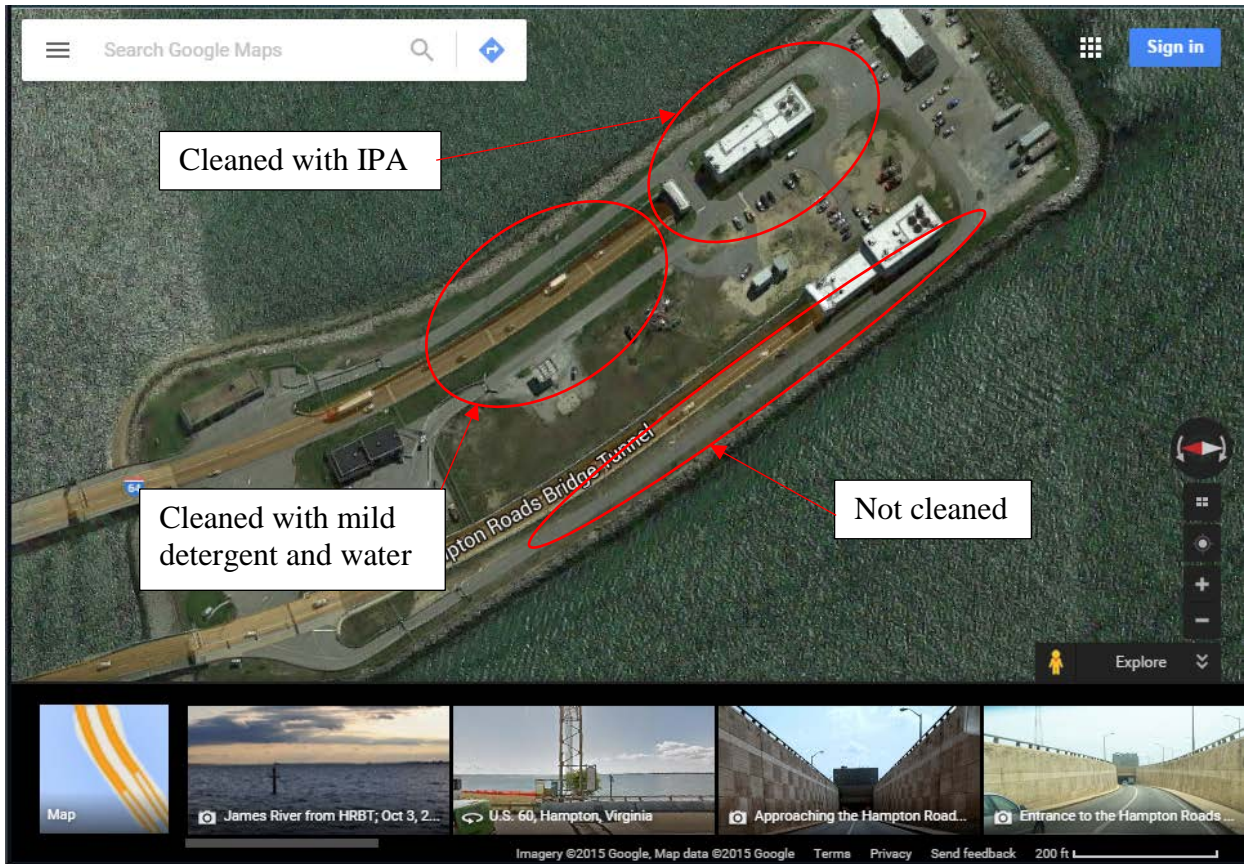 Search Google Maps
Sign in
Cleaned with IPA
64
Hampton Roads Bridge Tunnel
Cleaned with mild
detergent and water
Not cleaned
Explore
Map
James River from HRBT; Oct 3, 2...
U.S. 60, Hampton, Virginia
Approaching the Hampton Road...
Entrance to the Hampton Roads ...
Imagery ©2015 Google, Map data ©2015 Google Terms Privacy Send feedback 200 ft